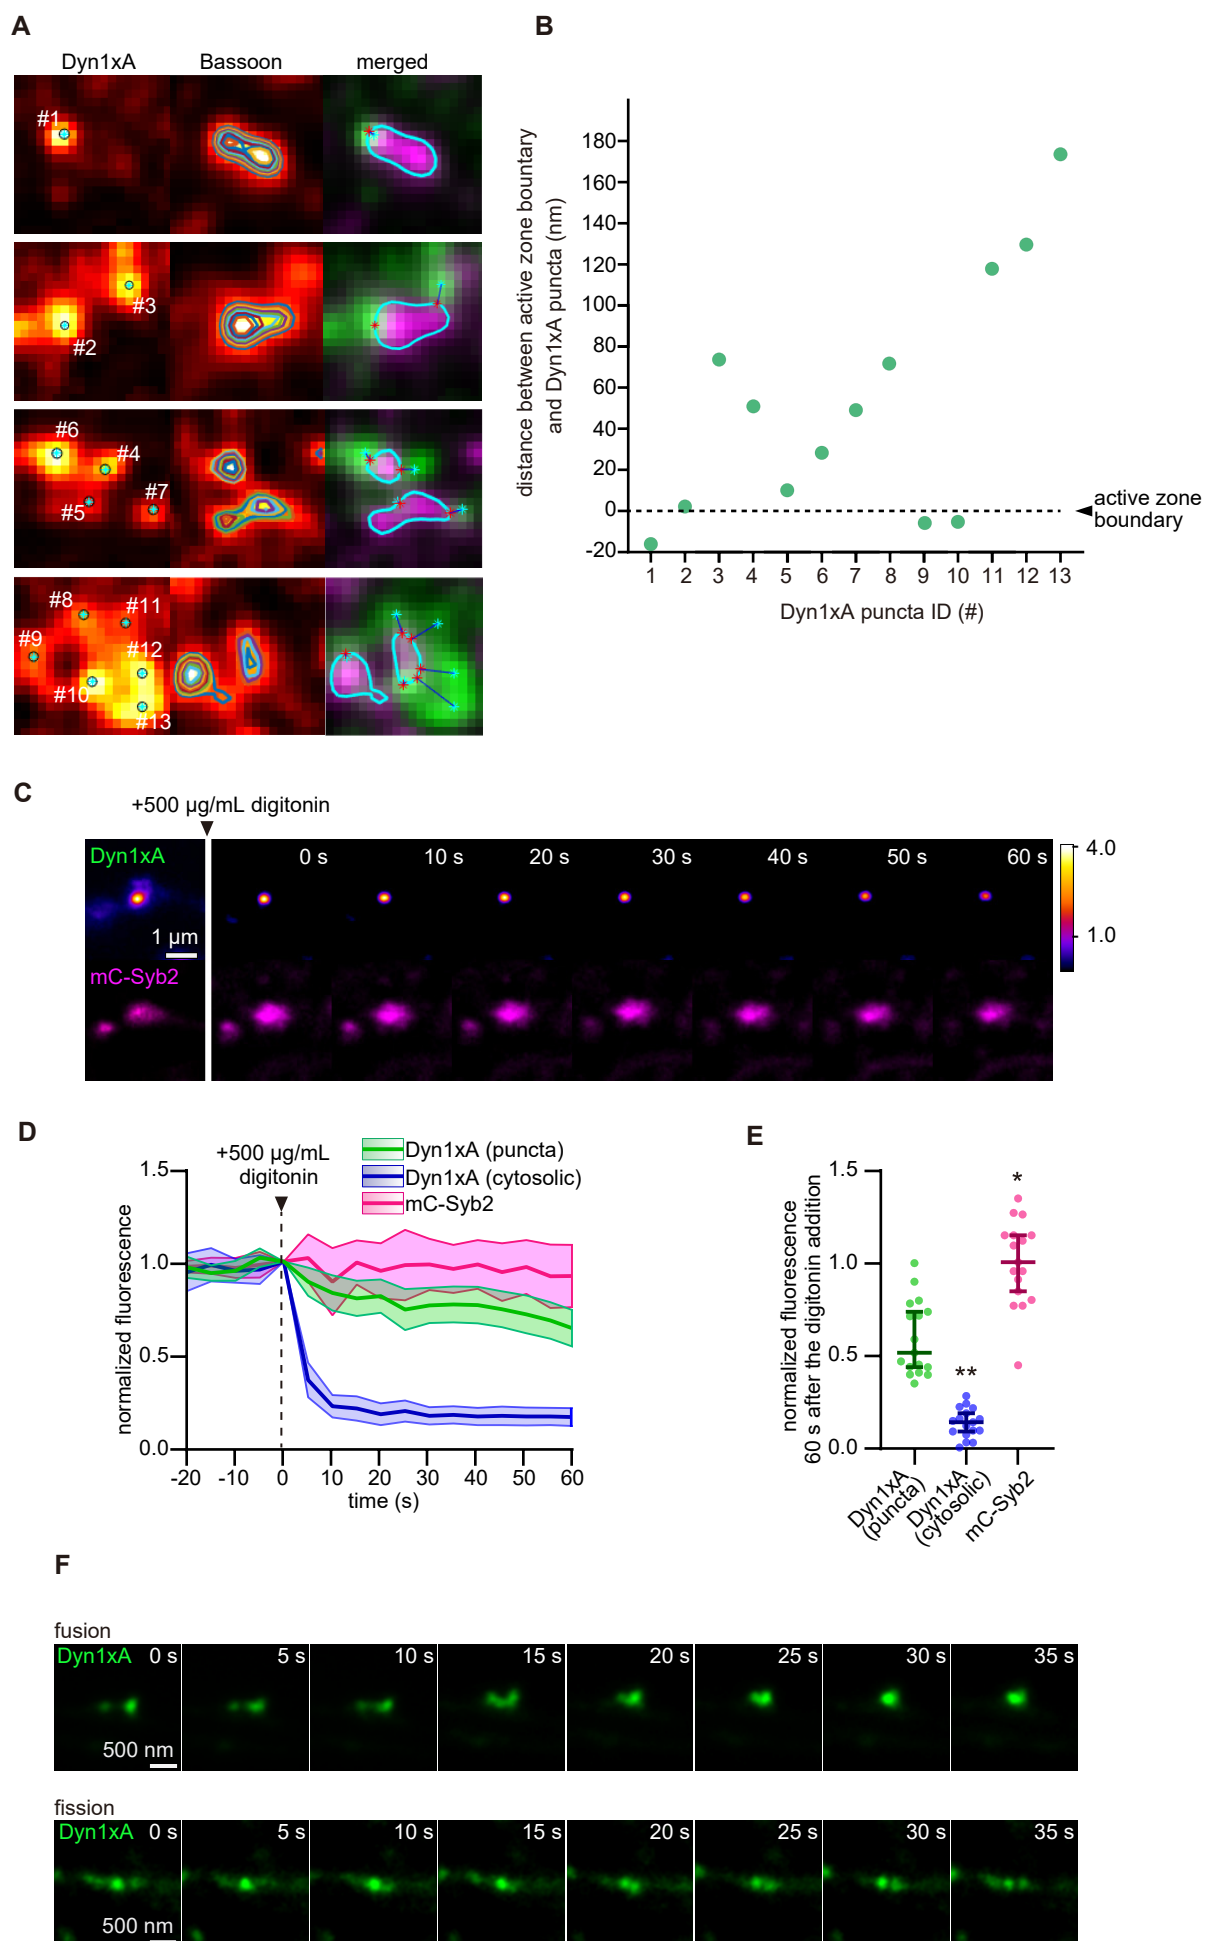 A
Dyn1xA Bassoon merged
#1
#3
#2
#6
#4
#5
#7
#8
#11
#9
#12
#10
#13
B
distance between active zone bountary
and Dyn1xA puncta (nm)
180
160
140
120
100
80
60
40
20
0
-20
active zone
boundary
1 2 3 4 5 6 7 8 9 10 11 12 13
Dyn1xA puncta ID (#)
C
+500 µg/mL digitonin
Dyn1xA
0 s 10 s 20 s 30 s 40 s 50 s 60 s
1 µm
mC-Syb2
4.0
1.0
D
+500 µg/mL
digitonin
Dyn1xA (puncta)
Dyn1xA (cytosolic)
mC-Syb2
normalized fluorescence
1.5
1.0
0.5
0.0
-20 -10 0 10 20 30 40 50 60
time (s)
E
normalized fluorescence
60 s after the digitonin addition
1.5
1.0
0.5
0.0
*
**
Dyn1xA
(puncta)
Dyn1xA
(cytosolic)
mC-Syb2
F
fusion
Dyn1xA 0 s 5 s 10 s 15 s 20 s 25 s 30 s 35 s
500 nm
fission
Dyn1xA 0 s 5 s 10 s 15 s 20 s 25 s 30 s 35 s
500 nm